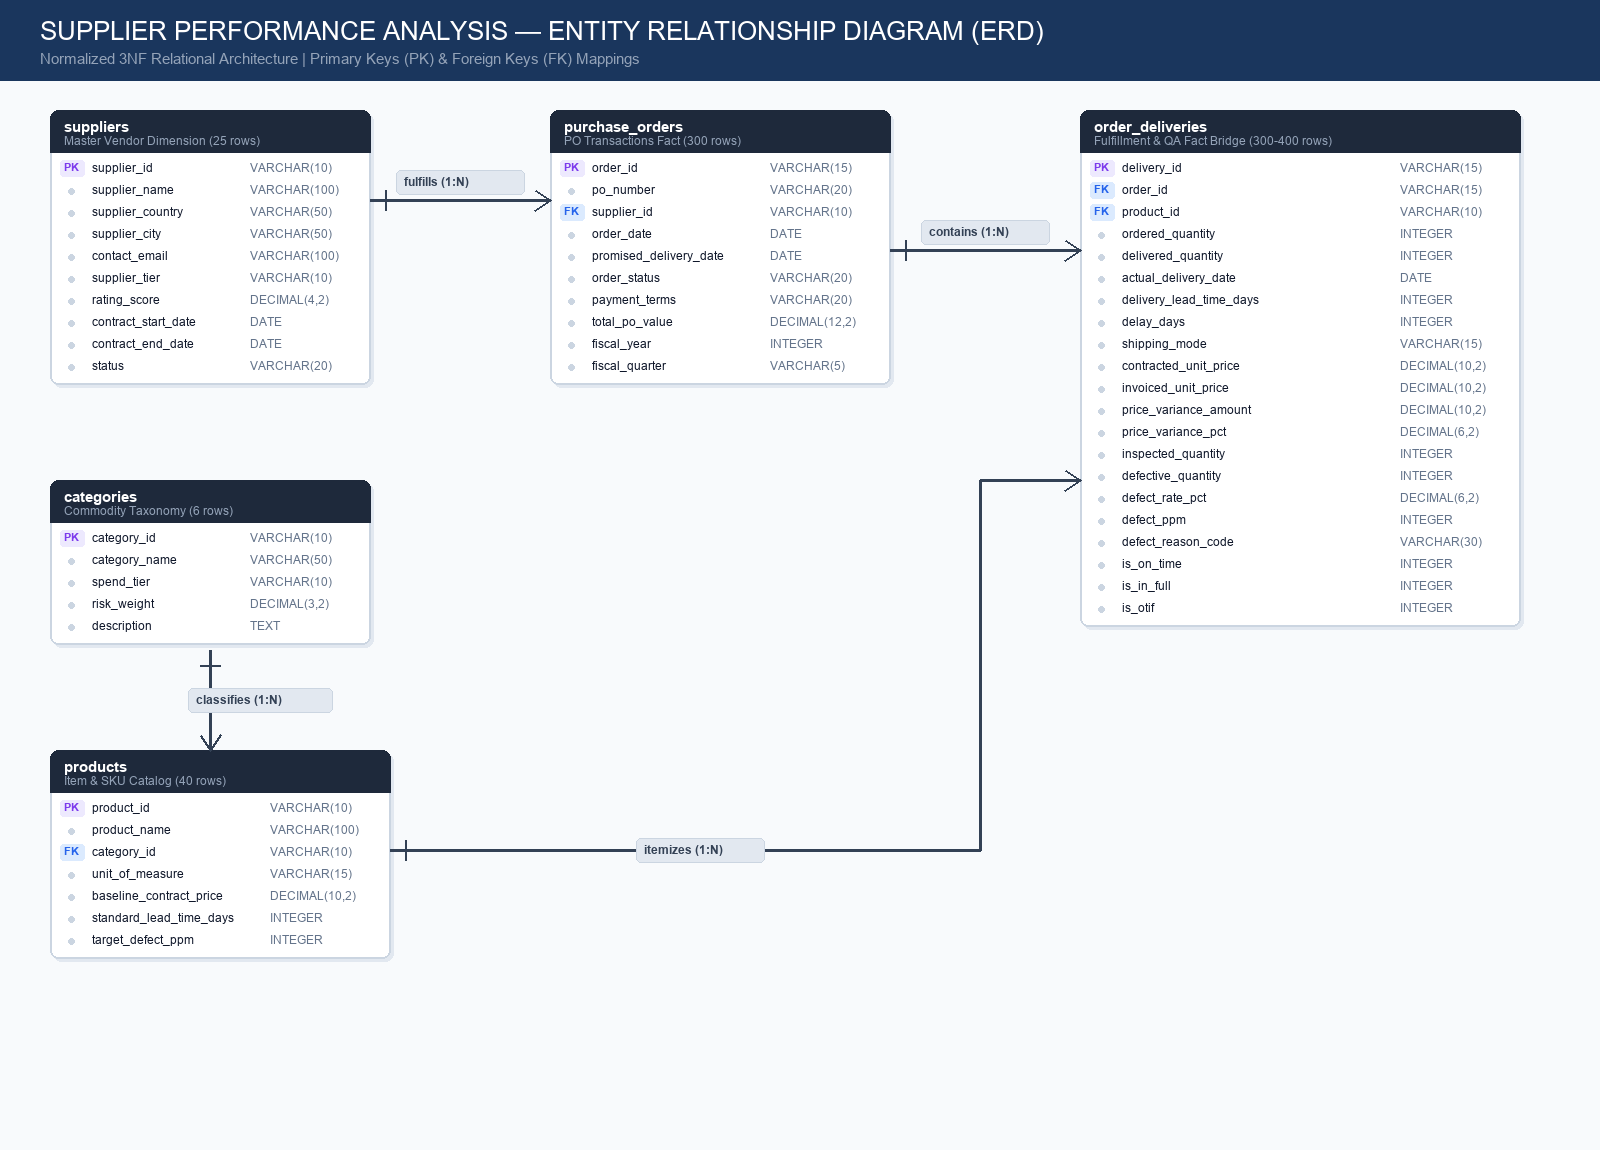 SUPPLIER PERFORMANCE ANALYSIS — ENTITY RELATIONSHIP DIAGRAM (ERD)
Normalized 3NF Relational Architecture | Primary Keys (PK) & Foreign Keys (FK) Mappings
suppliers
Master Vendor Dimension (25 rows)
PK supplier_id VARCHAR(10)
supplier_name VARCHAR(100)
supplier_country VARCHAR(50)
supplier_city VARCHAR(50)
contact_email VARCHAR(100)
supplier_tier VARCHAR(10)
rating_score DECIMAL(4,2)
contract_start_date DATE
contract_end_date DATE
status VARCHAR(20)
fulfills (1:N)
purchase_orders
PO Transactions Fact (300 rows)
PK order_id VARCHAR(15)
po_number VARCHAR(20)
FK supplier_id VARCHAR(10)
order_date DATE
promised_delivery_date DATE
order_status VARCHAR(20)
payment_terms VARCHAR(20)
total_po_value DECIMAL(12,2)
fiscal_year INTEGER
fiscal_quarter VARCHAR(5)
contains (1:N)
order_deliveries
Fulfillment & QA Fact Bridge (300-400 rows)
PK delivery_id VARCHAR(15)
FK order_id VARCHAR(15)
FK product_id VARCHAR(10)
ordered_quantity INTEGER
delivered_quantity INTEGER
actual_delivery_date DATE
delivery_lead_time_days INTEGER
delay_days INTEGER
shipping_mode VARCHAR(15)
contracted_unit_price DECIMAL(10,2)
invoiced_unit_price DECIMAL(10,2)
price_variance_amount DECIMAL(10,2)
price_variance_pct DECIMAL(6,2)
inspected_quantity INTEGER
defective_quantity INTEGER
defect_rate_pct DECIMAL(6,2)
defect_ppm INTEGER
defect_reason_code VARCHAR(30)
is_on_time INTEGER
is_in_full INTEGER
is_otif INTEGER
categories
Commodity Taxonomy (6 rows)
PK category_id VARCHAR(10)
category_name VARCHAR(50)
spend_tier VARCHAR(10)
risk_weight DECIMAL(3,2)
description TEXT
classifies (1:N)
products
Item & SKU Catalog (40 rows)
PK product_id VARCHAR(10)
product_name VARCHAR(100)
FK category_id VARCHAR(10)
unit_of_measure VARCHAR(15)
baseline_contract_price DECIMAL(10,2)
standard_lead_time_days INTEGER
target_defect_ppm INTEGER
itemizes (1:N)